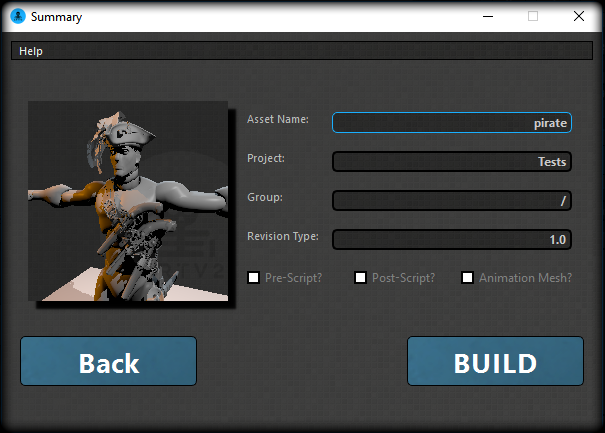 Summary
Help
Asset Name: pirate
Project: Tests
Group: /
Revision Type: 1.0
Pre-Script? Post-Script? Animation Mesh?
Back BUILD